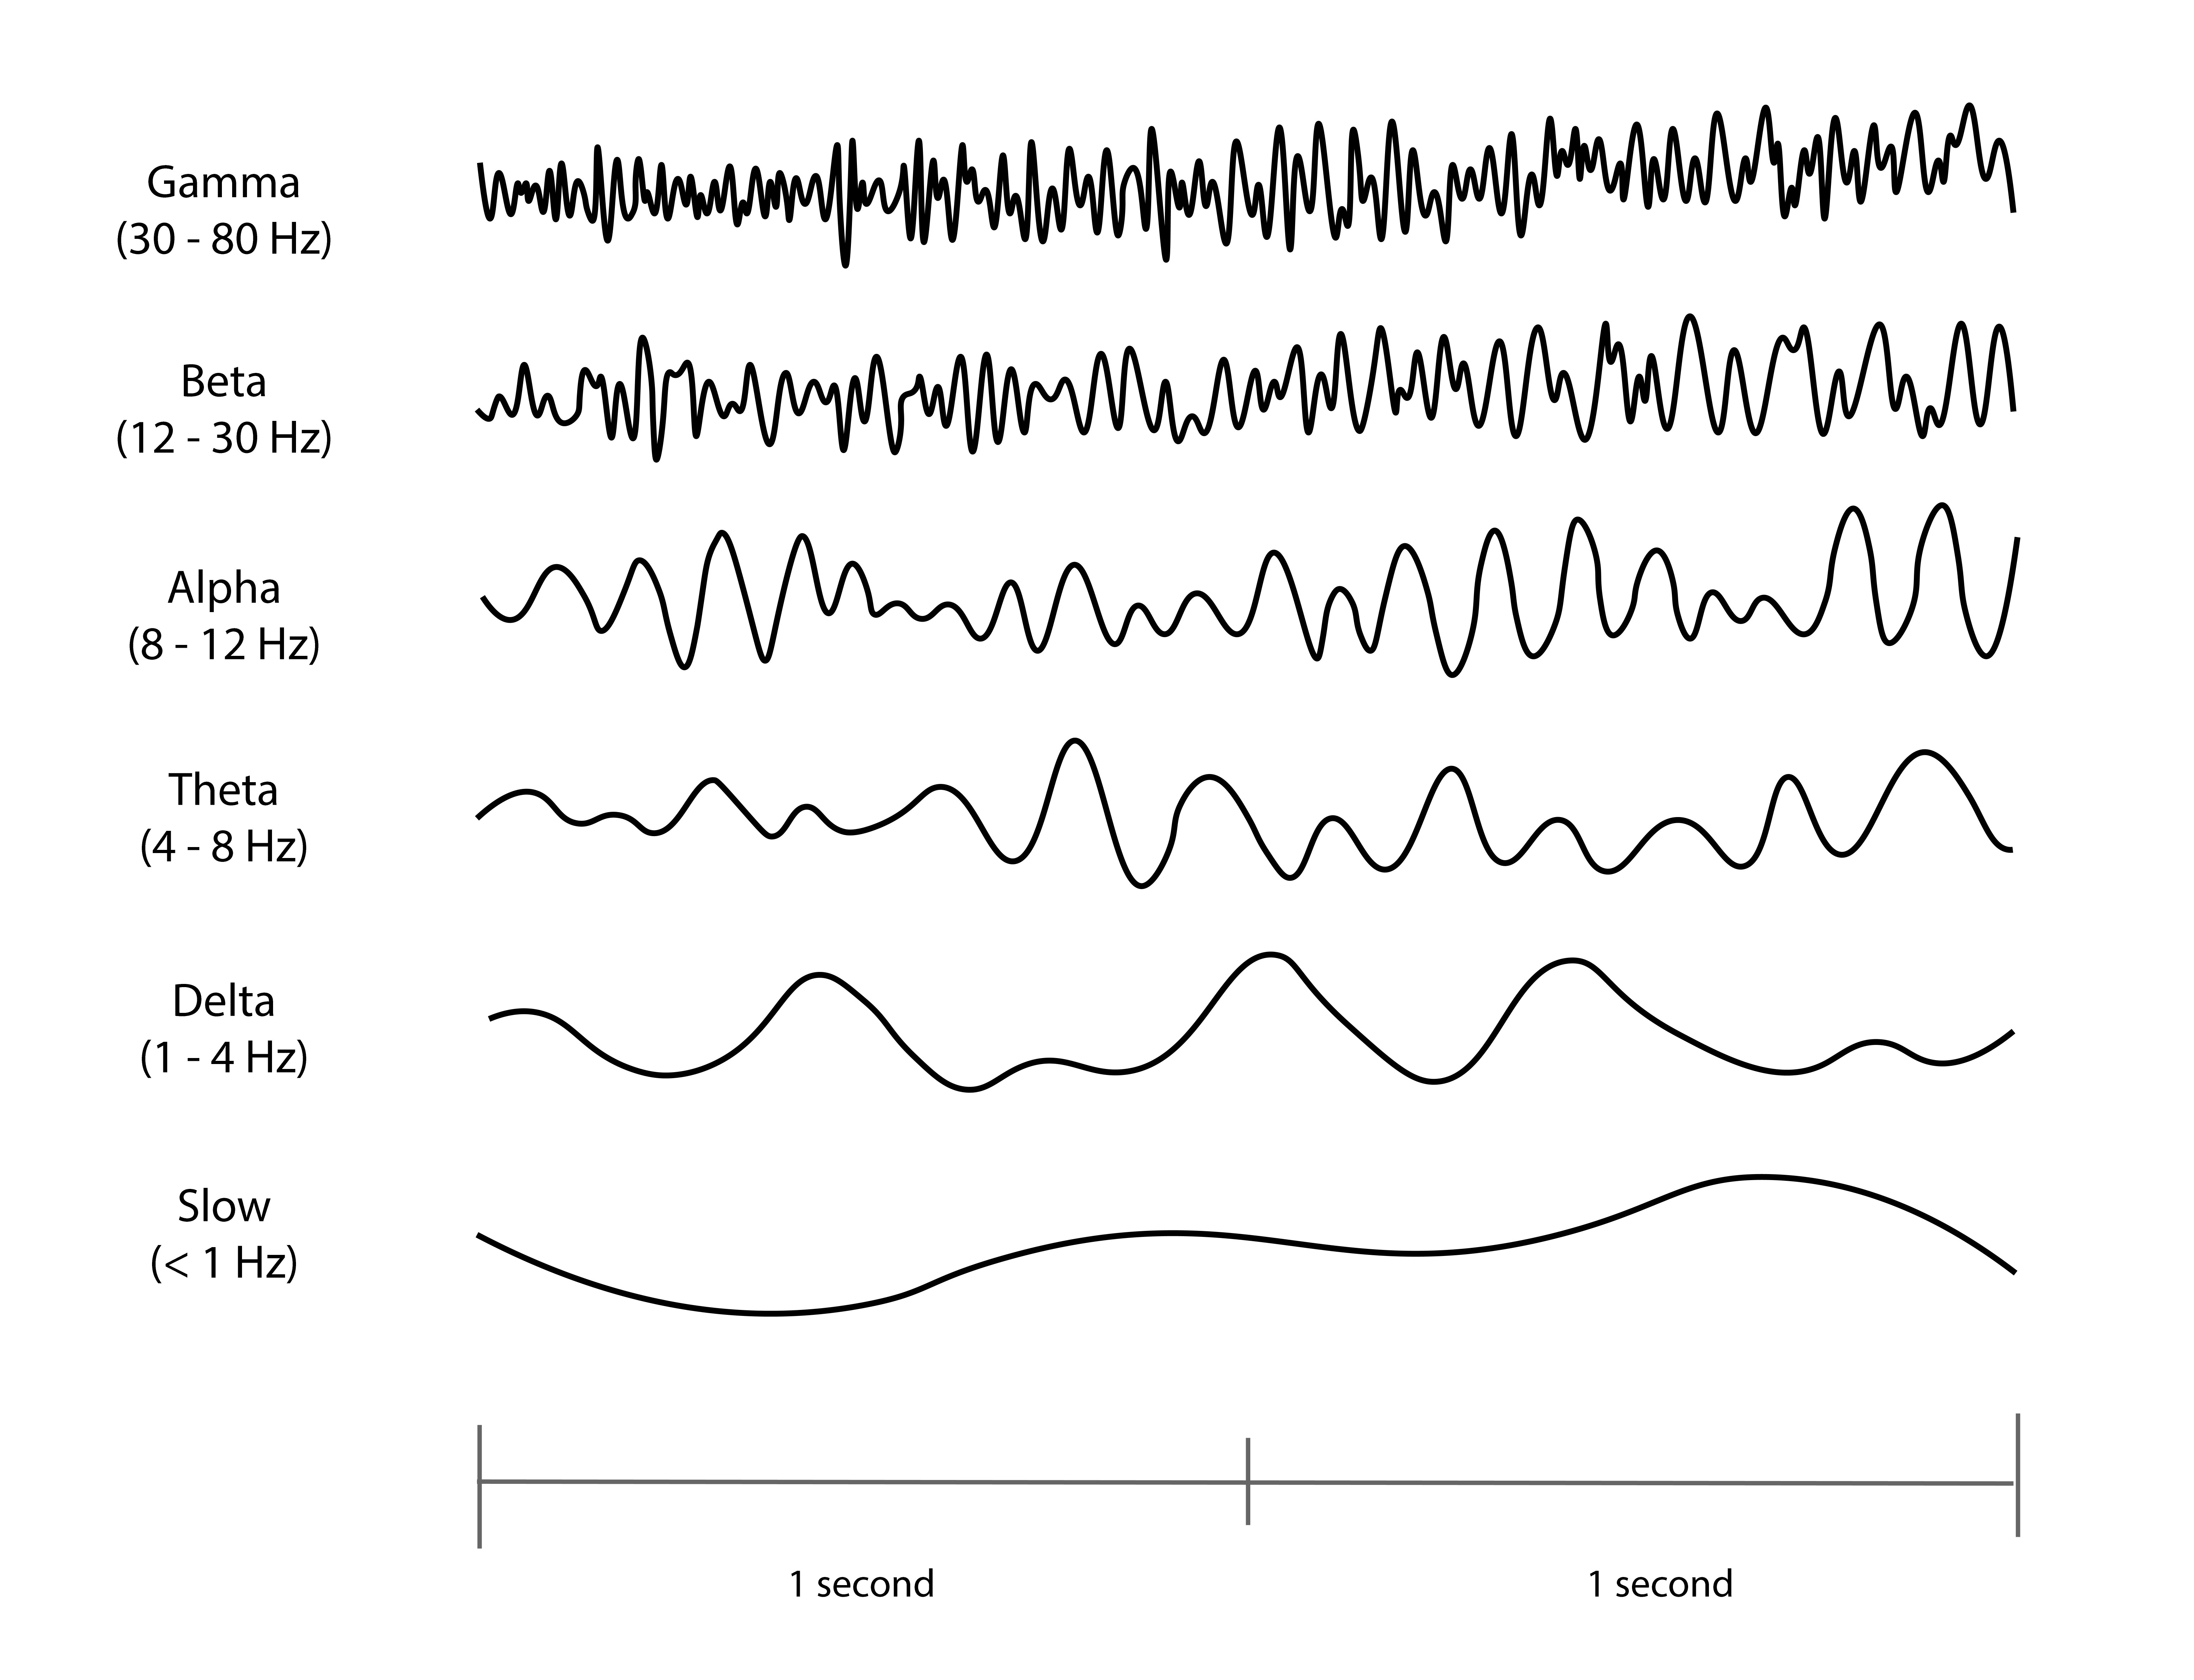 Gamma
(30 - 80 Hz)
Beta
(12 - 30 Hz)
Alpha
(8 - 12 Hz)
Theta
(4 - 8 Hz)
Delta
(1 - 4 Hz)
Slow
(< 1 Hz)
1 second
1 second